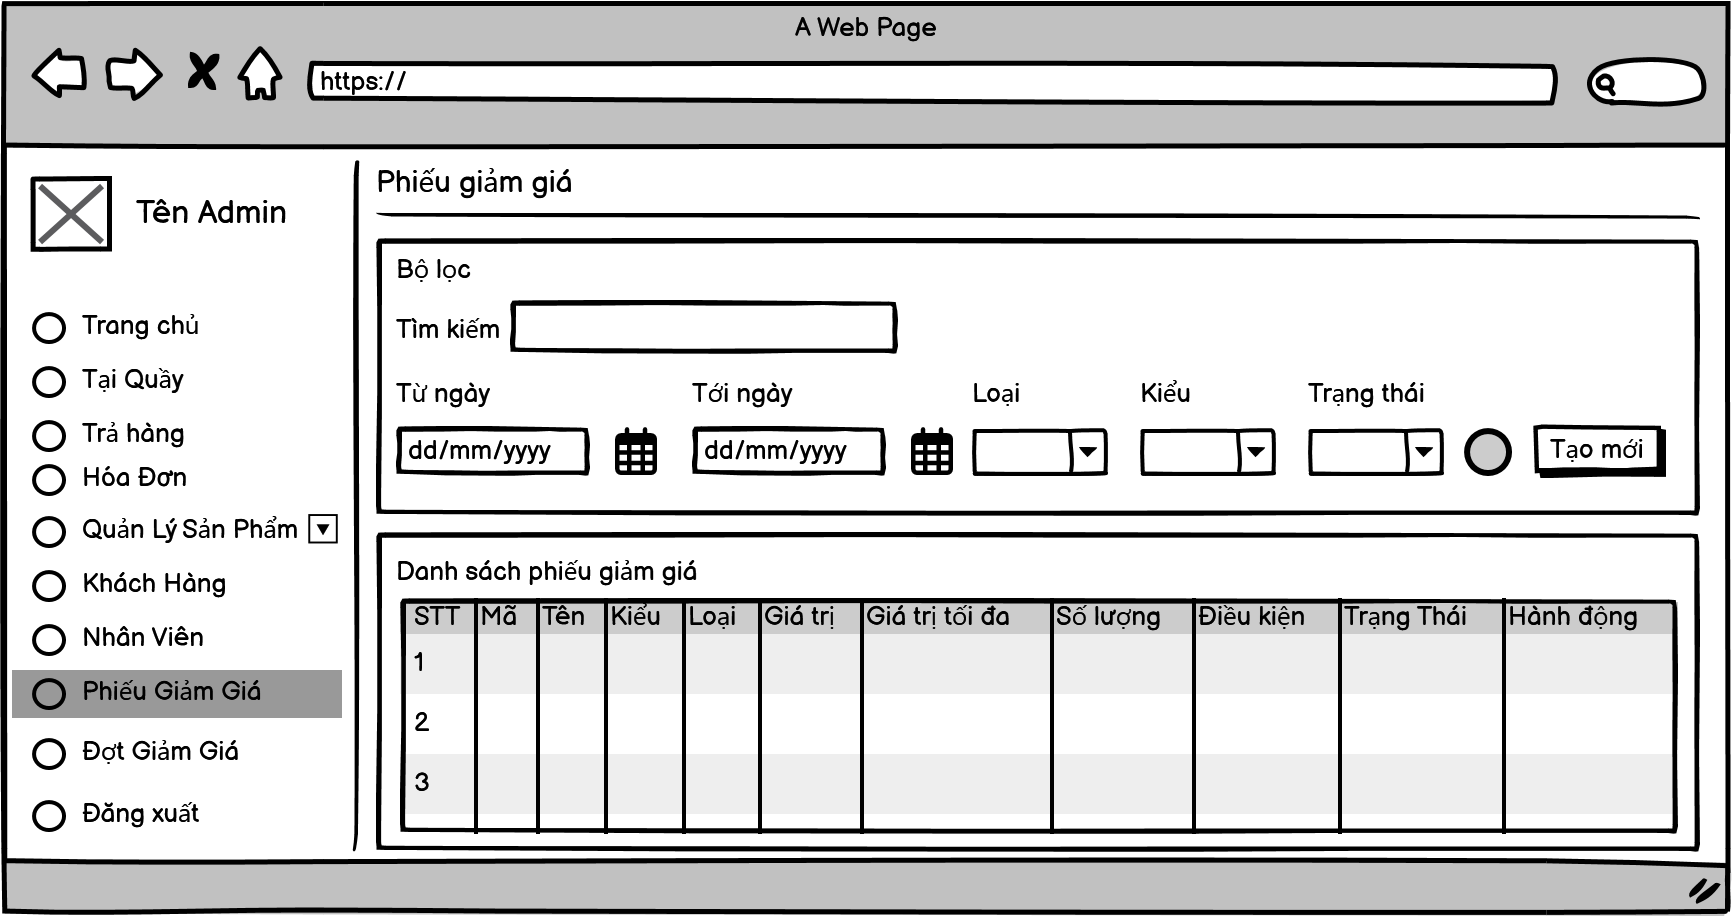 A Web Page
https://
Tên Admin
Trang chủ
Tại Quầy
Trả hàng
Hóa Đơn
Quản Lý Sản Phẩm
Khách Hàng
Nhân Viên
Phiếu Giảm Giá
Đợt Giảm Giá
Đăng xuất
Phiếu giảm giá
Bộ lọc
Tìm kiếm
Từ ngày Tới ngày Loại Kiểu Trạng thái
dd/mm/yyyy dd/mm/yyyy Tạo mới
Danh sách phiếu giảm giá
STT Mã Tên Kiểu Loại Giá trị Giá trị tối đa Số lượng Điều kiện Trạng Thái Hành động
1
2
3